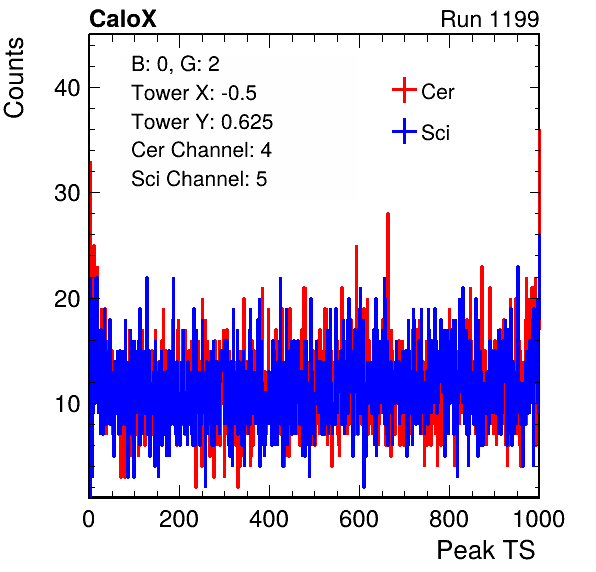 CaloX Run 1199
Counts
B: 0, G: 2
Tower X: -0.5
Tower Y: 0.625
Cer Channel: 4
Sci Channel: 5
Cer
Sci
40
30
20
10
0 200 400 600 800 1000
Peak TS